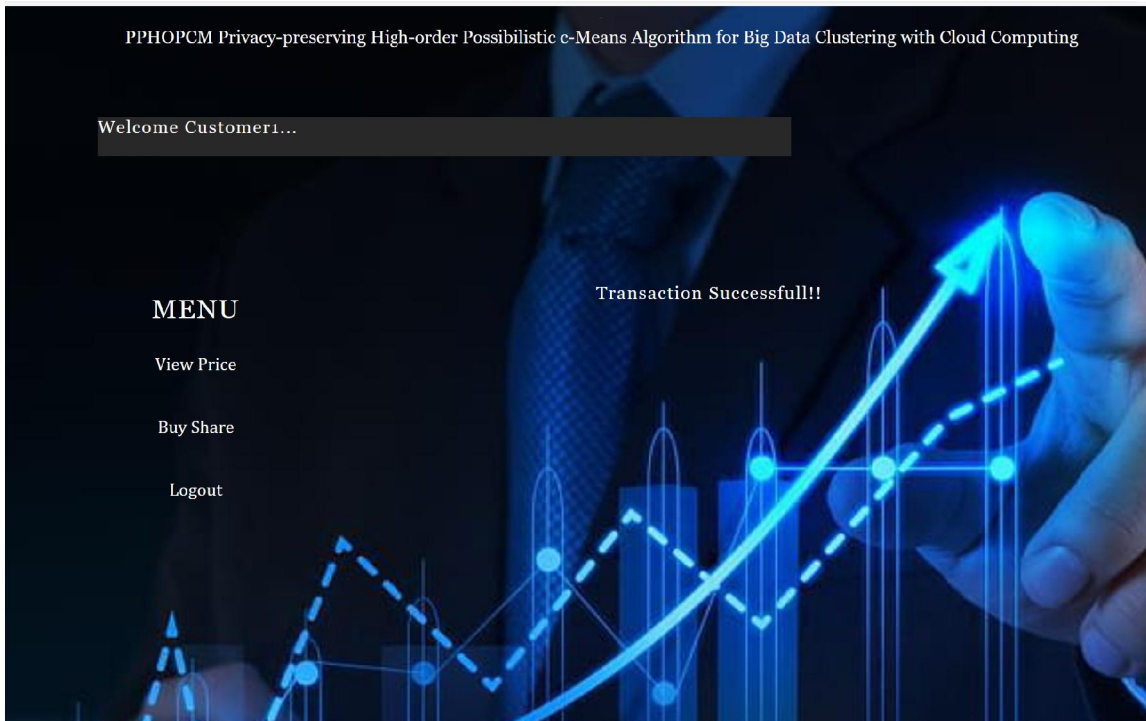 PPHOPCM Privacy-preserving High-order Possibilistic c-Means Algorithm for Big Data Clustering with Cloud Computing
Welcome Customer1...
MENU
View Price
Buy Share
Logout
Transaction Successfull!!